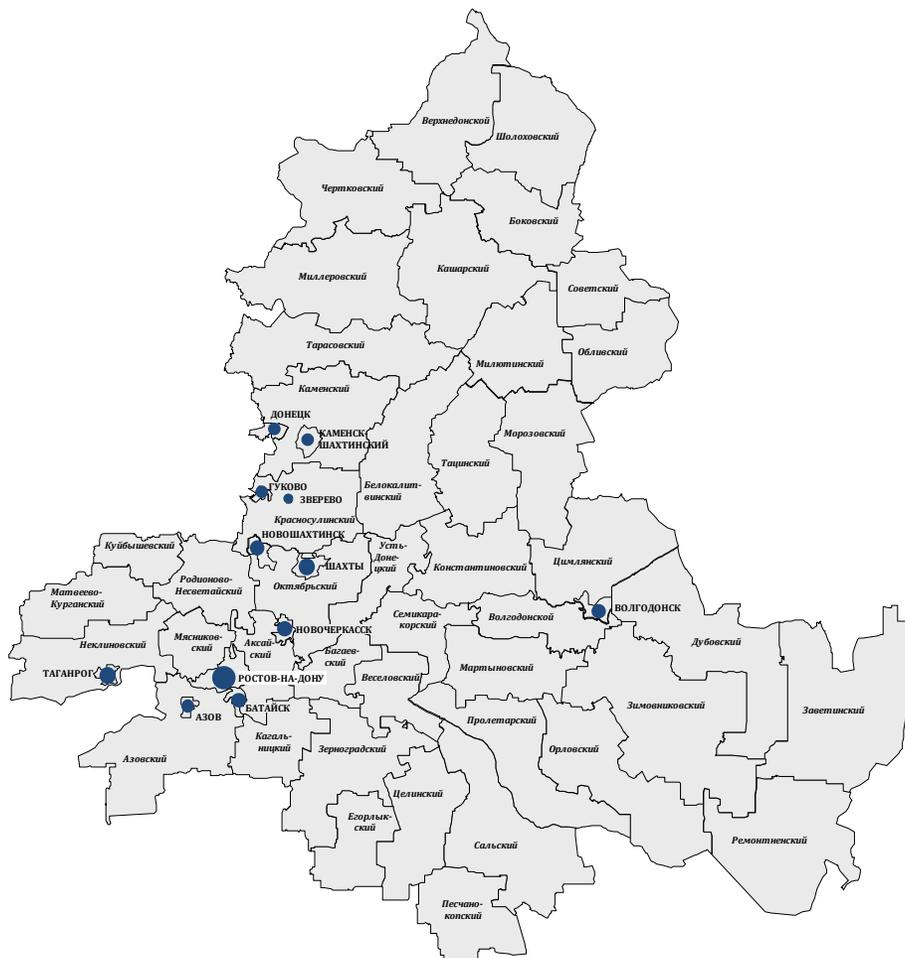 Верхнедонской
Шолоховский
Чертковский
Боковский
Кашарский
Миллеровский
Советский
Тарасовский
Обливский
Милютинский
Каменский
ДОНЕЦК
КАМЕНСК-
ШАХТИНСКИЙ
Морозовский
Тацинский
Белокалит-
винский
ГУКОВО
ЗВЕРЕВО
Красносулинский
НОВОШАХТИНСК
Куйбышевский
Усть-
Доне-
цкий
Цимлянский
ШАХТЫ
Константиновский
Родионово-
Несветайский
Октябрьский
Матвеево-
Курганский
ВОЛГОДОНСК
Семикара-
корский
Волгодонской
НОВОЧЕРКАССК
Мясников-
ский
Неклиновский
Аксай-
ский
Дубовский
Багаев-
ский
Мартыновский
ТАГАНРОГ
РОСТОВ-НА-ДОНУ
Веселовский
БАТАЙСК
Зимовниковский
Заветинский
АЗОВ
Пролетарский
Кагаль-
ницкий
Зерноградский
Орловский
Азовский
Целинский
Егорлык-
ский
Сальский
Ремонтненский
Песчано-
копский